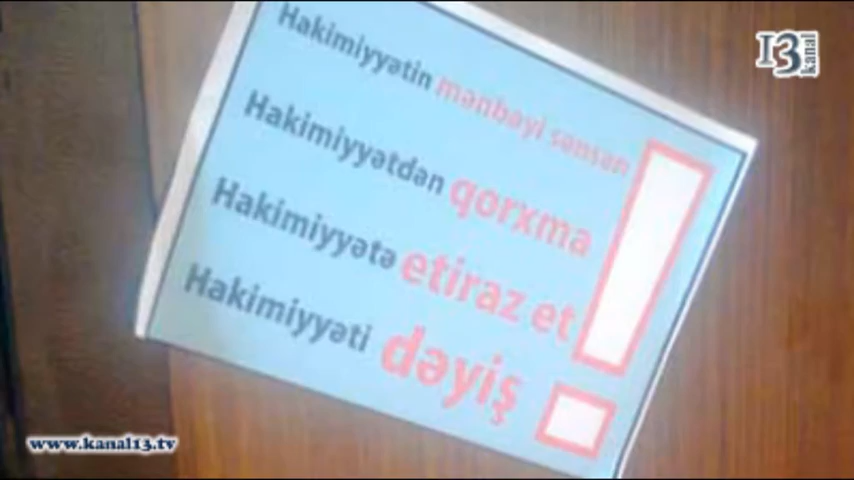 Hakimiyyətin mənbəyi sənsən
Hakimiyyətdən qorxma
Hakimiyyətə etiraz et
Hakimiyyəti dəyiş
13 kanal
www.kanal13.tv